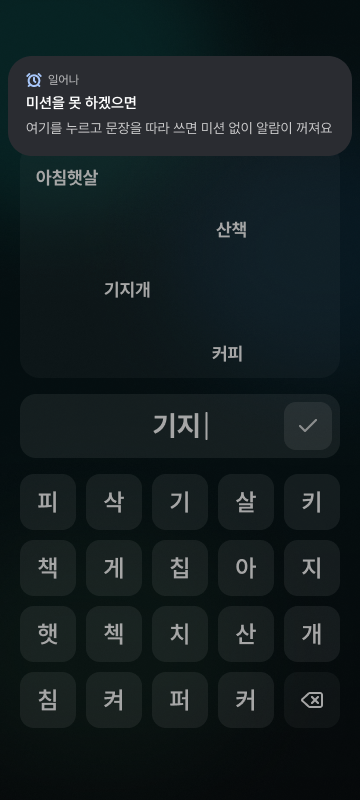 일어나
미션을 못 하겠으면
여기를 누르고 문장을 따라 쓰면 미션 없이 알람이 꺼져요
아침햇살
산책
기지개
커피
기지
피 삭 기 살 키
책 게 칩 아 지
햇 첵 치 산 개
침 켜 퍼 커